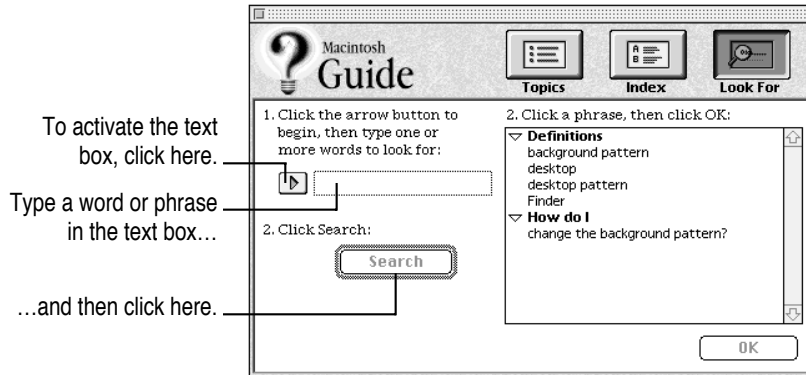 Macintosh
Guide
Topics
Index
Look For
To activate the text
box, click here.
Type a word or phrase
in the text box…
…and then click here.
1. Click the arrow button to
begin, then type one or
more words to look for:
2. Click Search:
Search
2. Click a phrase, then click OK:
Definitions
background pattern
desktop
desktop pattern
Finder
How do I
change the background pattern?
OK